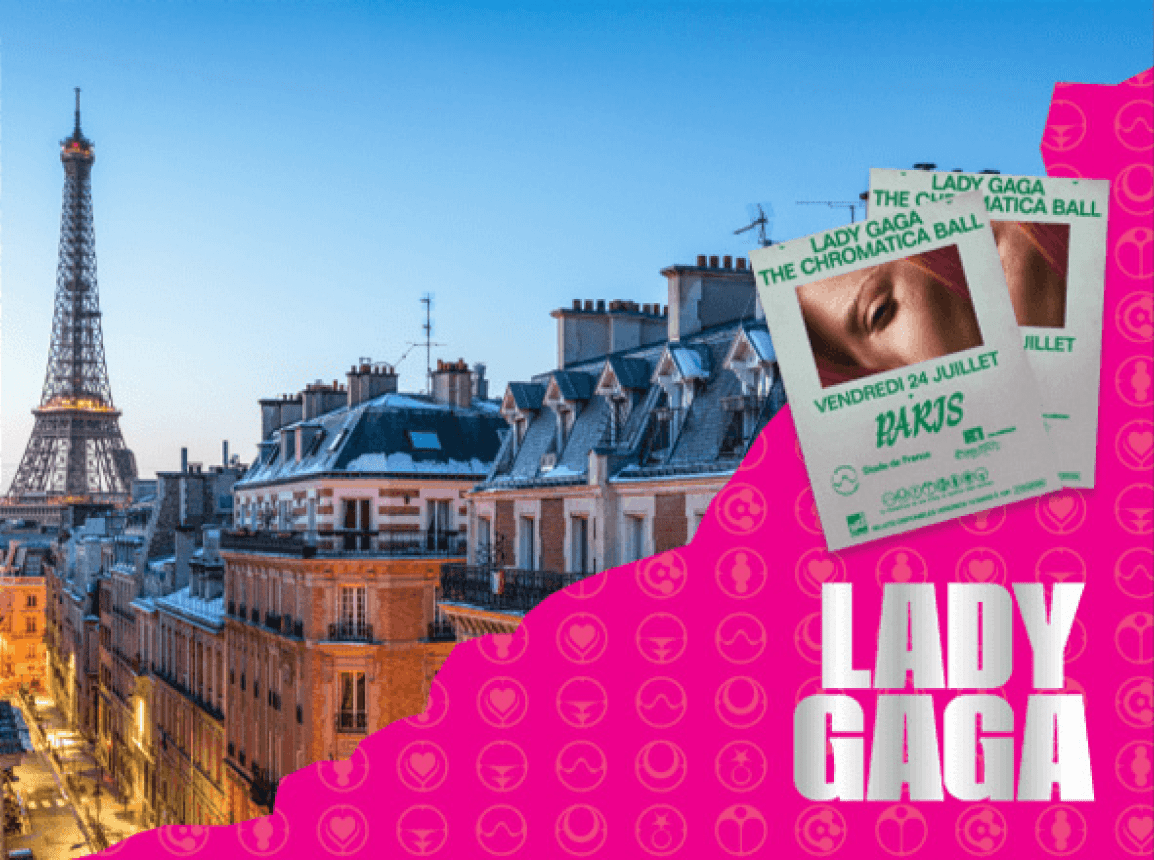 LADY GAGA
THE CHROMATICA BALL
JUILLET
LADY GAGA
THE CHROMATICA BALL
VENDREDI 24 JUILLET
PARIS
Stade de France
LADY
GAGA